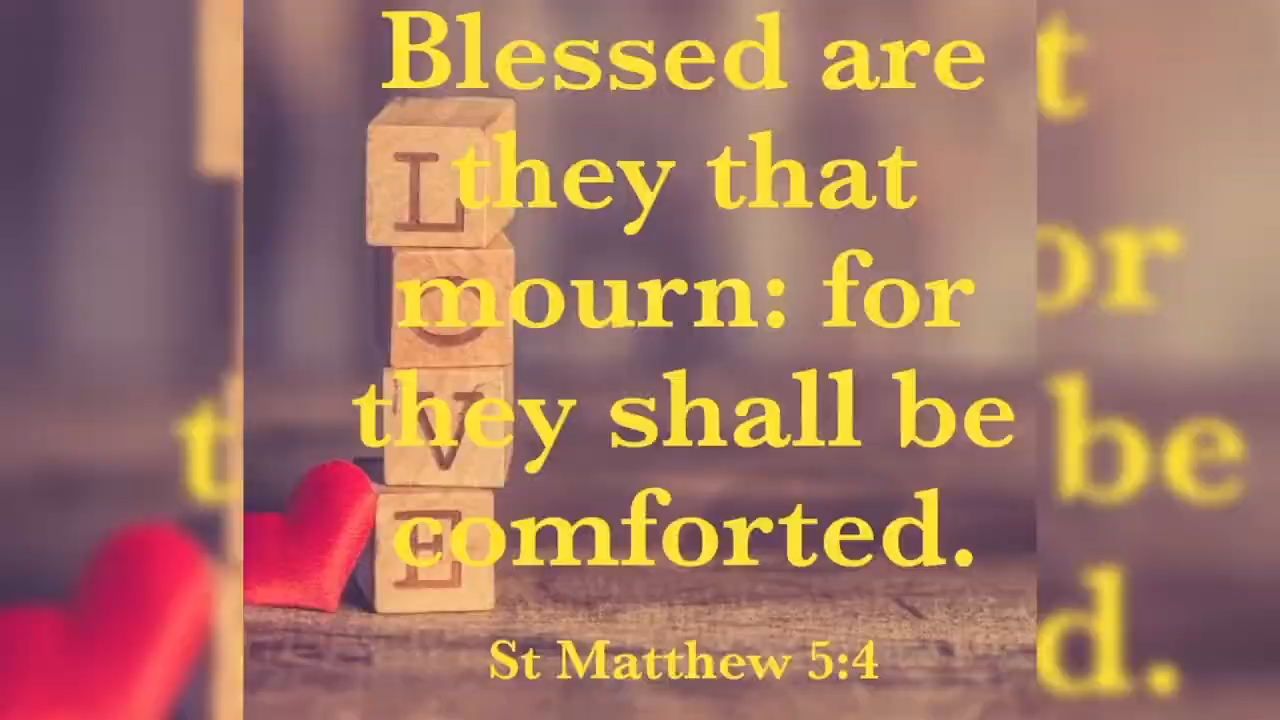 Blessed are
they that
mourn: for
they shall be
comforted.
St Matthew 5:4
L
O
V
E